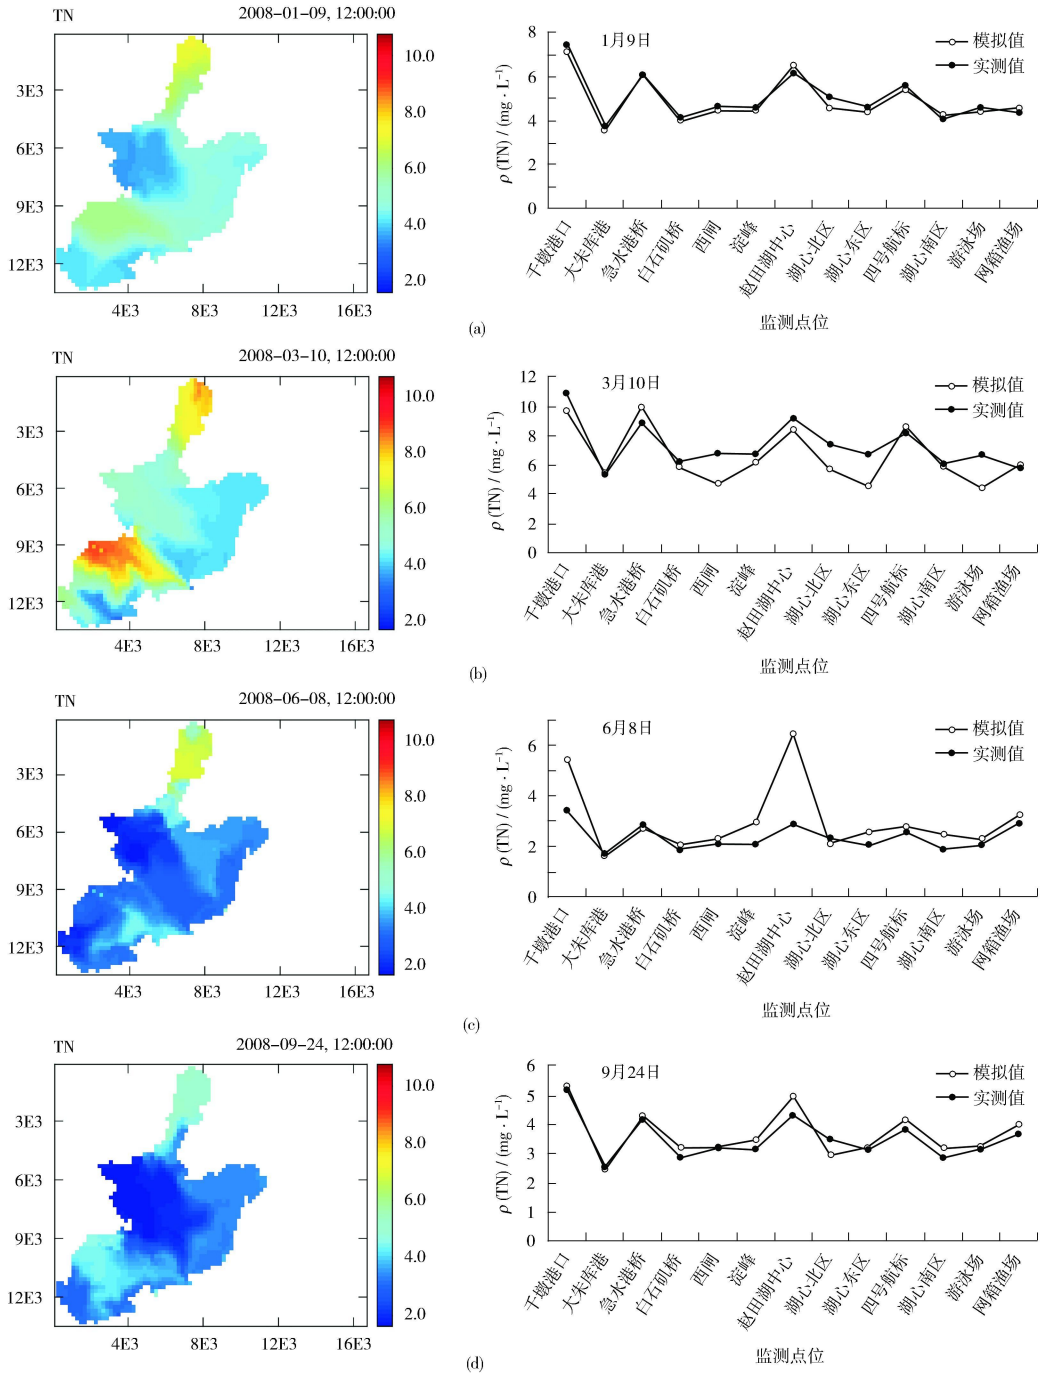 TN 2008-01-09, 12:00:00
10.0
8.0
6.0
4.0
2.0
3E3
6E3
9E3
12E3
4E3 8E3 12E3 16E3
ρ(TN) / (mg · L⁻¹)
8
6
4
2
0
1月9日
模拟值
实测值
千墩港口 大朱库港 急水港桥 白石矶桥 西闸 淀峰 赵田湖中心 湖心北区 湖心东区 四号航标 湖心南区 游泳场 网箱渔场
监测点位
(a)
TN 2008-03-10, 12:00:00
10.0
8.0
6.0
4.0
2.0
3E3
6E3
9E3
12E3
4E3 8E3 12E3 16E3
ρ(TN) / (mg · L⁻¹)
12
10
8
6
4
2
0
3月10日
模拟值
实测值
千墩港口 大朱库港 急水港桥 白石矶桥 西闸 淀峰 赵田湖中心 湖心北区 湖心东区 四号航标 湖心南区 游泳场 网箱渔场
监测点位
(b)
TN 2008-06-08, 12:00:00
10.0
8.0
6.0
4.0
2.0
3E3
6E3
9E3
12E3
4E3 8E3 12E3 16E3
ρ(TN) / (mg · L⁻¹)
6
4
2
0
6月8日
模拟值
实测值
千墩港口 大朱库港 急水港桥 白石矶桥 西闸 淀峰 赵田湖中心 湖心北区 湖心东区 四号航标 湖心南区 游泳场 网箱渔场
监测点位
(c)
TN 2008-09-24, 12:00:00
10.0
8.0
6.0
4.0
2.0
3E3
6E3
9E3
12E3
4E3 8E3 12E3 16E3
ρ(TN) / (mg · L⁻¹)
6
5
4
3
2
1
0
9月24日
模拟值
实测值
千墩港口 大朱库港 急水港桥 白石矶桥 西闸 淀峰 赵田湖中心 湖心北区 湖心东区 四号航标 湖心南区 游泳场 网箱渔场
监测点位
(d)